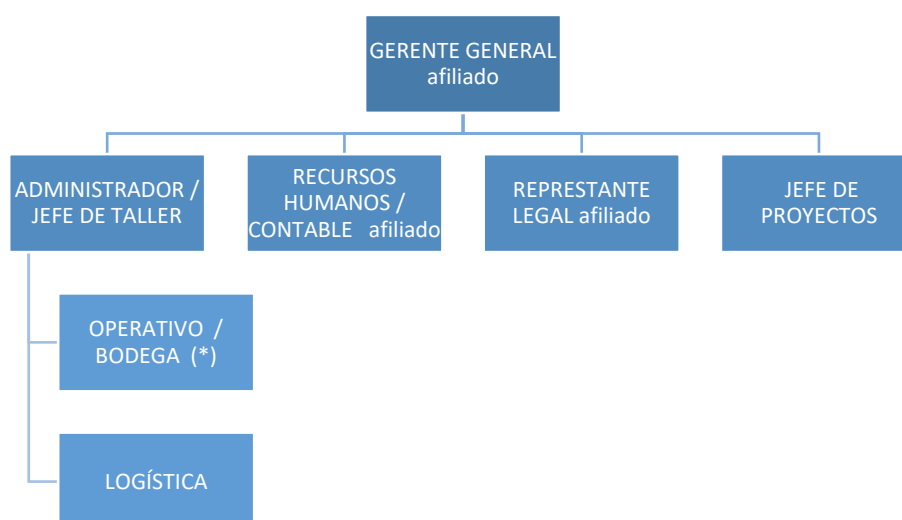 GERENTE GENERAL
afiliado
ADMINISTRADOR /
JEFE DE TALLER
RECURSOS
HUMANOS /
CONTABLE afiliado
REPRESTANTE
LEGAL afiliado
JEFE DE
PROYECTOS
OPERATIVO /
BODEGA (*)
LOGÍSTICA